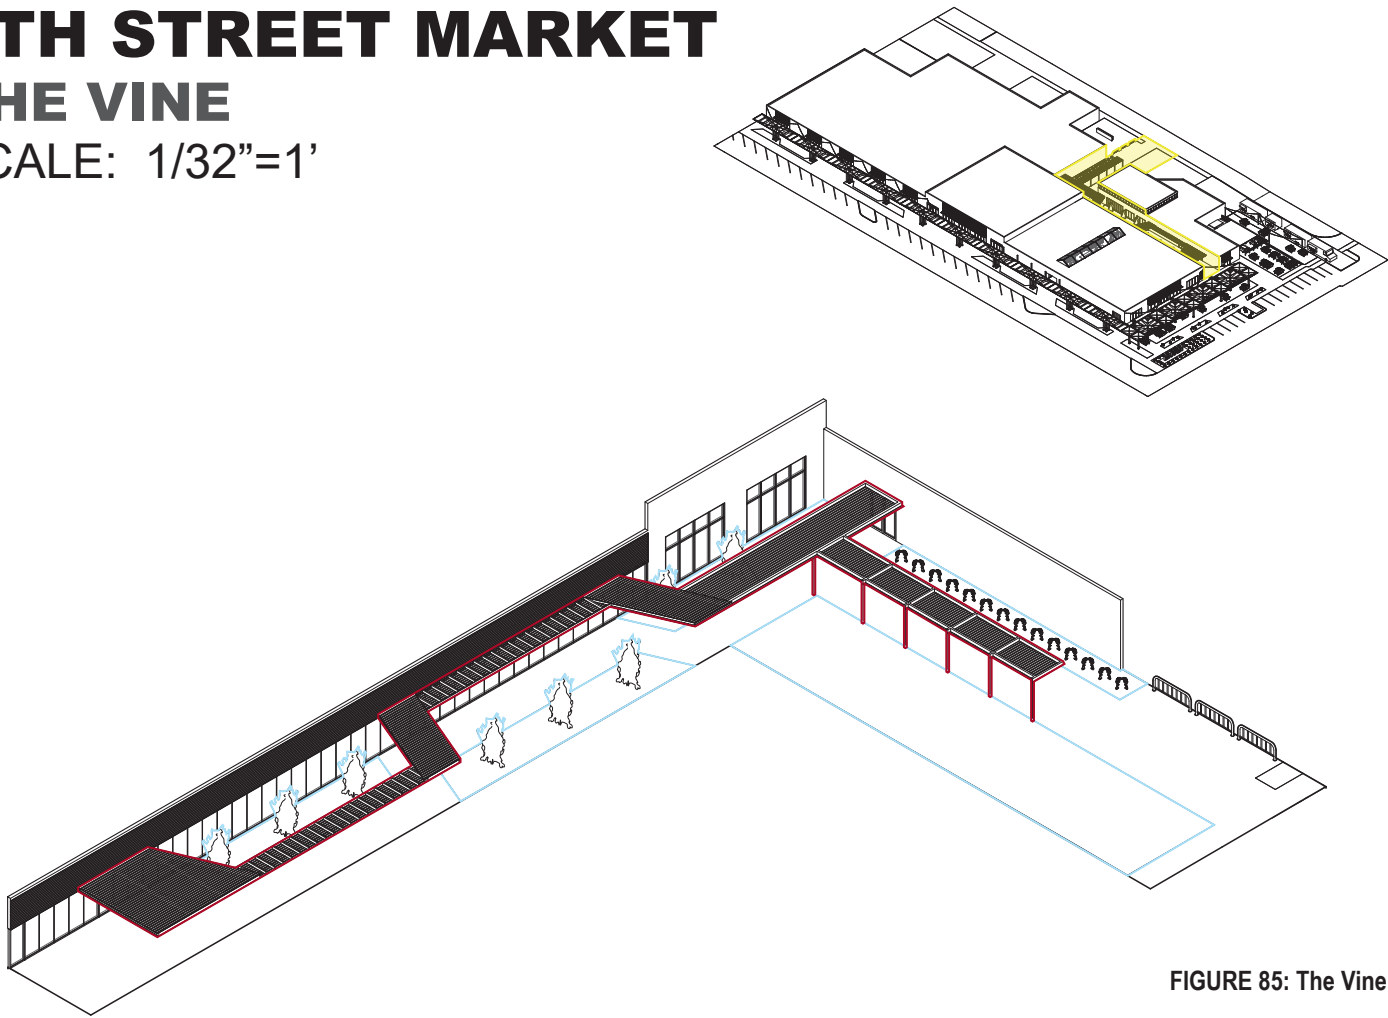 TH STREET MARKET
HE VINE
CALE: 1/32”=1’
FIGURE 85: The Vine